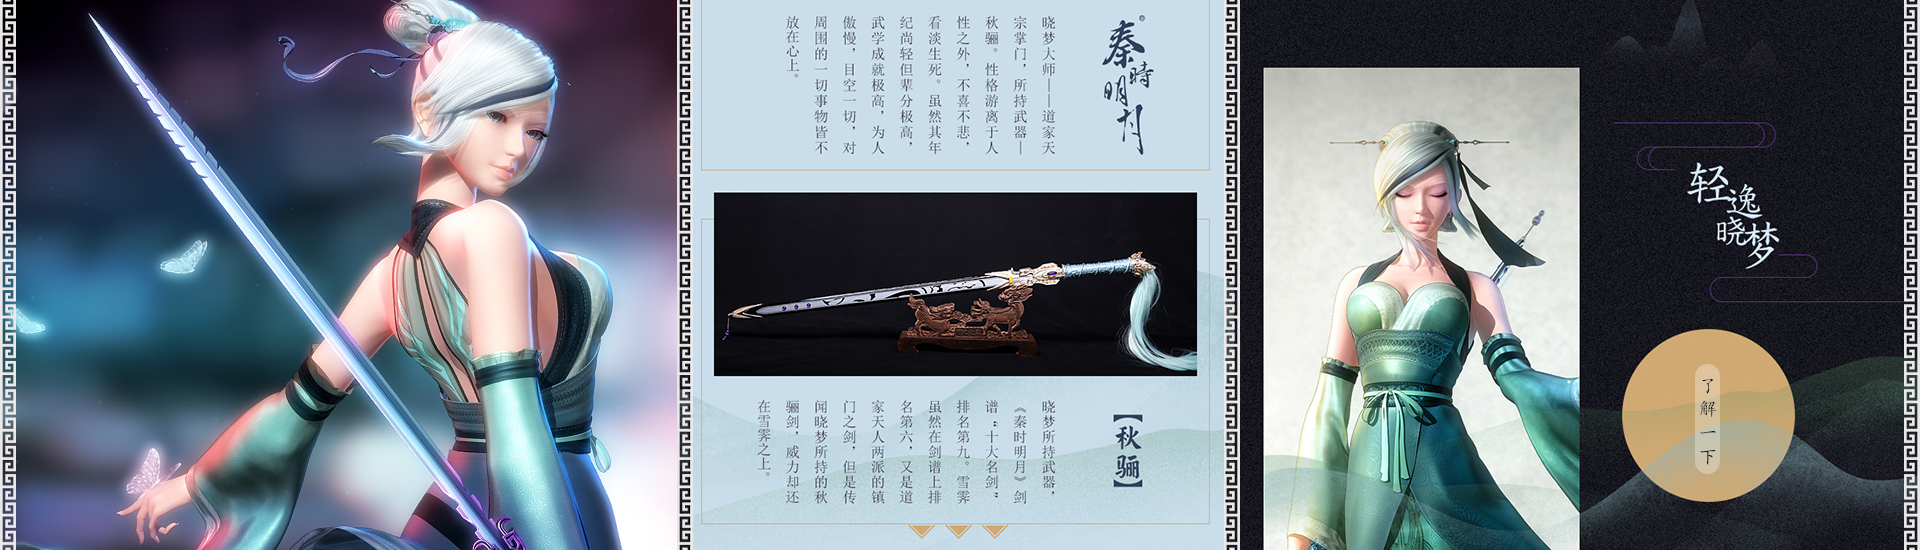 秦時明月
®
晓梦大师——道家天
宗掌门，所持武器—
秋骊。性格游离于人
性之外，不喜不悲，
看淡生死。虽然其年
纪尚轻但辈分极高，
武学成就极高，为人
傲慢，目空一切，对
周围的一切事物皆不
放在心上。
【秋骊】
晓梦所持武器，
《秦时明月》剑
谱“十大名剑”
排名第九。雪霁
虽然在剑谱上排
名第六，又是道
家天人两派的镇
门之剑，但是传
闻晓梦所持的秋
骊剑，威力却还
在雪霁之上。
轻逸
晓梦
了解一下